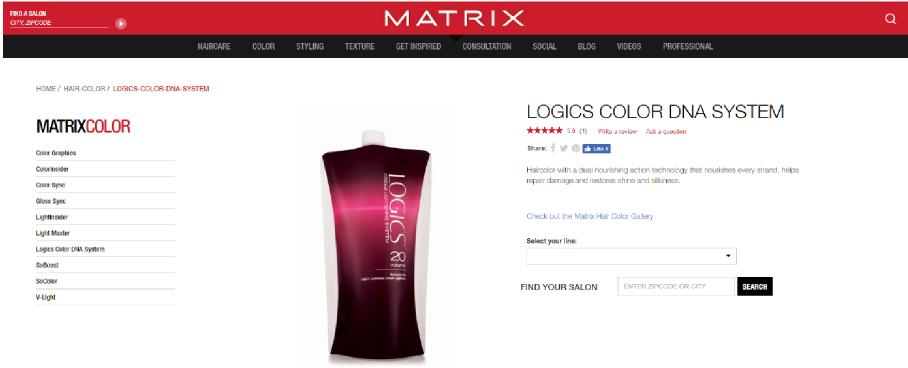 FIND A SALON
CITY, ZIPCODE
MATRIX
HAIRCARE COLOR STYLING TEXTURE GET INSPIRED CONSULTATION SOCIAL BLOG VIDEOS PROFESSIONAL
HOME / HAIR-COLOR / LOGICS-COLOR-DNA-SYSTEM
MATRIXCOLOR
Color Graphics
ColorInsider
Color Sync
Gloss Sync
LightInsider
Light Master
Logics Color DNA System
SoBoost
SoColor
V-Light
LOGICS
20
volume
LOGICS COLOR DNA SYSTEM
5.0 (1) Write a review Ask a question
Share: Like 0
Haircolor with a dual nourishing action technology that nourishes every strand, helps
repair damage and restores shine and silkiness.
Check out the Matrix Hair Color Gallery
Select your line:
FIND YOUR SALON ENTER ZIPCODE OR CITY SEARCH